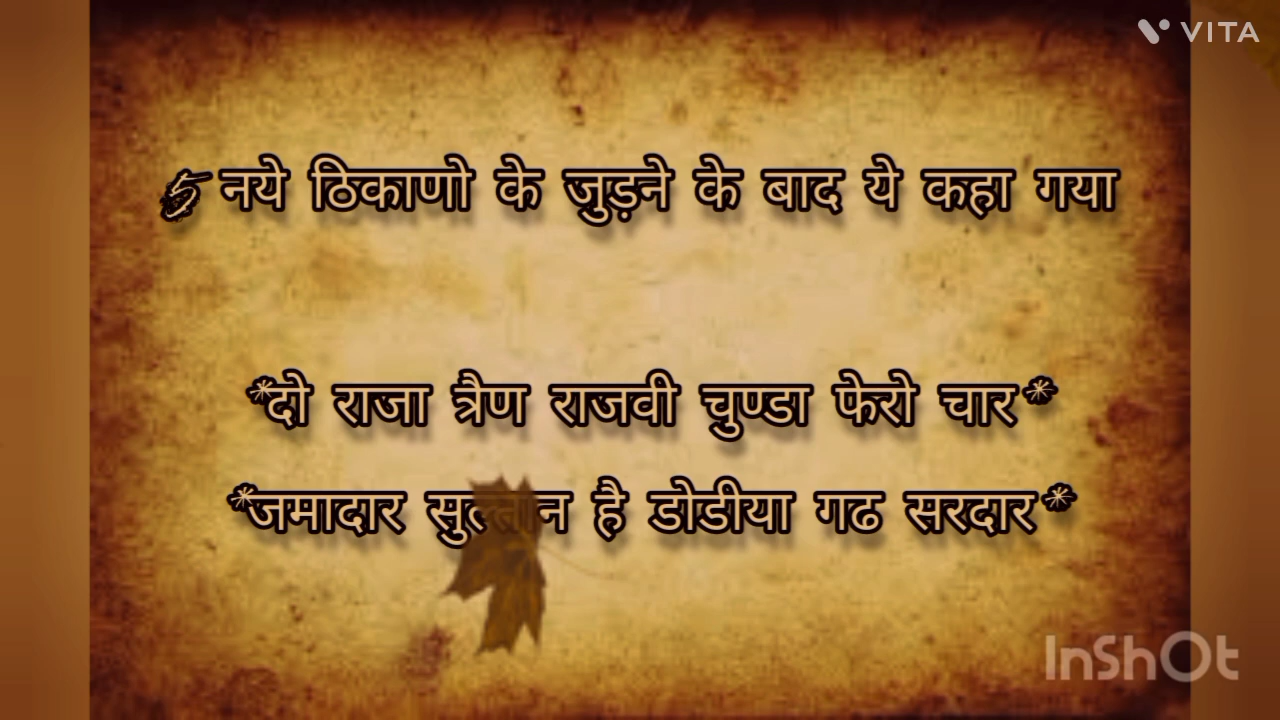 VITA
5 नये ठिकाणो के जुड़ने के बाद ये कहा गया
*दो राजा त्रैण राजवी चुण्डा फेरो चार*
*जमादार सुल्तान है डोडीया गढ सरदार*
InShOt